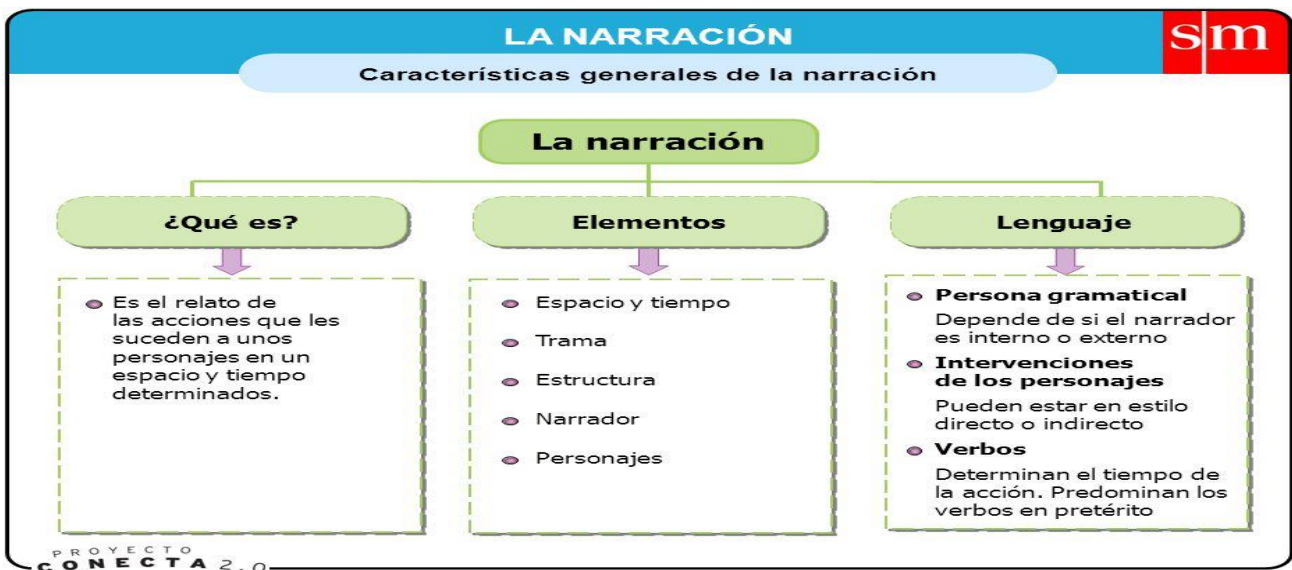 LA NARRACIÓN
sm
Características generales de la narración
La narración
¿Qué es?
Es el relato de
las acciones que les
suceden a unos
personajes en un
espacio y tiempo
determinados.
Elementos
Espacio y tiempo
Trama
Estructura
Narrador
Personajes
Lenguaje
Persona gramatical
Depende de si el narrador
es interno o externo
Intervenciones
de los personajes
Pueden estar en estilo
directo o indirecto
Verbos
Determinan el tiempo de
la acción. Predominan los
verbos en pretérito
PROYECTO
CONECTA 2.0